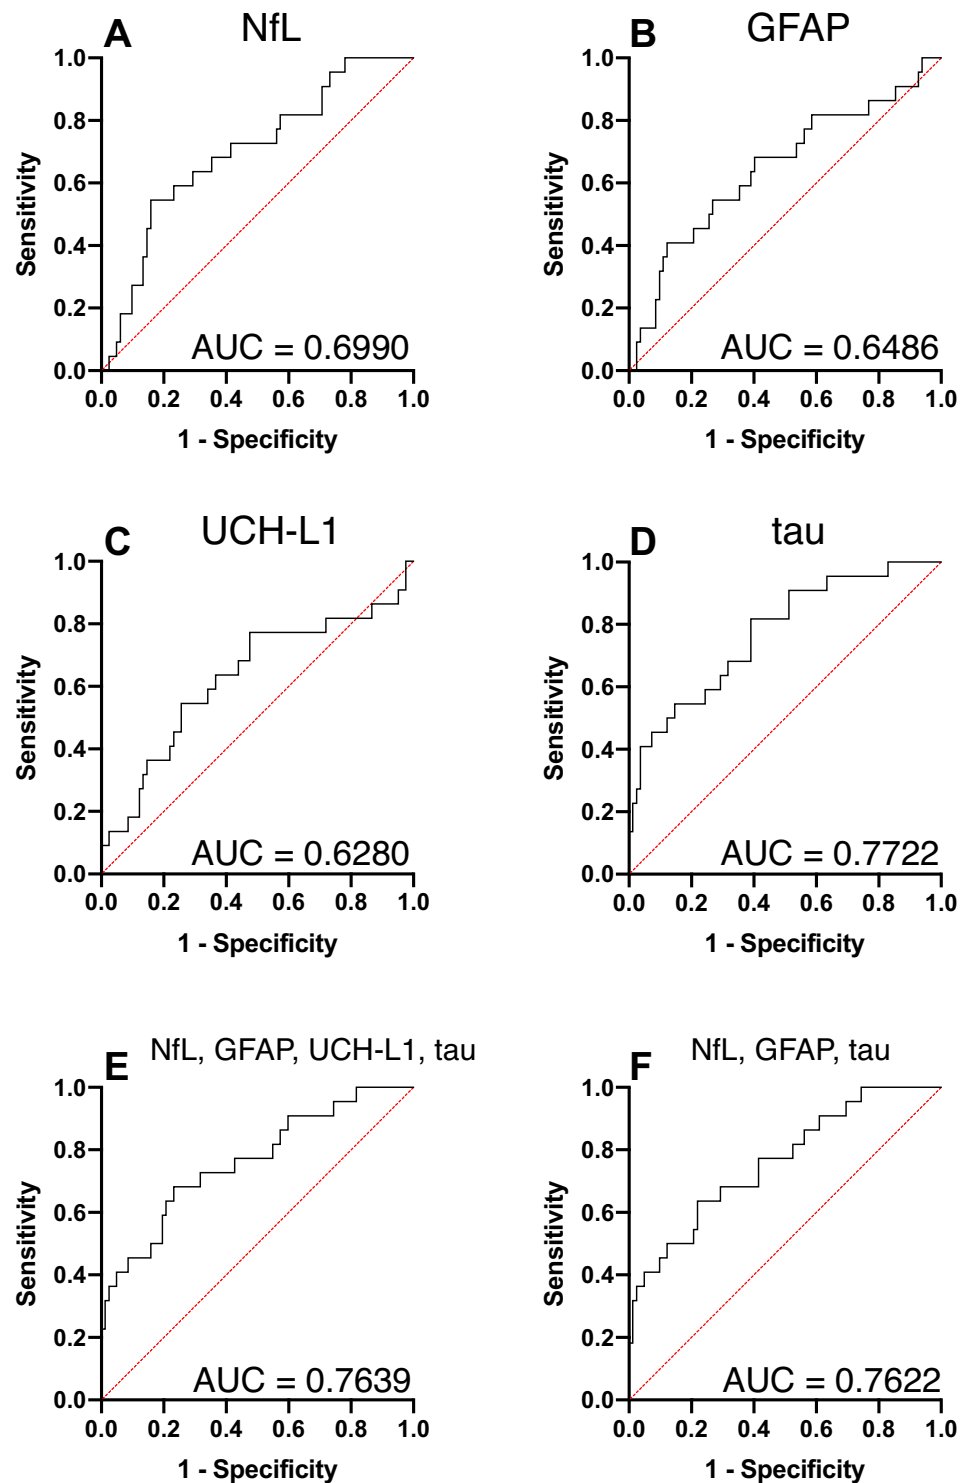 A NfL
1.0
0.8
0.6
0.4
0.2
0.0
Sensitivity
AUC = 0.6990
0.0 0.2 0.4 0.6 0.8 1.0
1 - Specificity
B GFAP
1.0
0.8
0.6
0.4
0.2
0.0
Sensitivity
AUC = 0.6486
0.0 0.2 0.4 0.6 0.8 1.0
1 - Specificity
C UCH-L1
1.0
0.8
0.6
0.4
0.2
0.0
Sensitivity
AUC = 0.6280
0.0 0.2 0.4 0.6 0.8 1.0
1 - Specificity
D tau
1.0
0.8
0.6
0.4
0.2
0.0
Sensitivity
AUC = 0.7722
0.0 0.2 0.4 0.6 0.8 1.0
1 - Specificity
E NfL, GFAP, UCH-L1, tau
1.0
0.8
0.6
0.4
0.2
0.0
Sensitivity
AUC = 0.7639
0.0 0.2 0.4 0.6 0.8 1.0
1 - Specificity
F NfL, GFAP, tau
1.0
0.8
0.6
0.4
0.2
0.0
Sensitivity
AUC = 0.7622
0.0 0.2 0.4 0.6 0.8 1.0
1 - Specificity